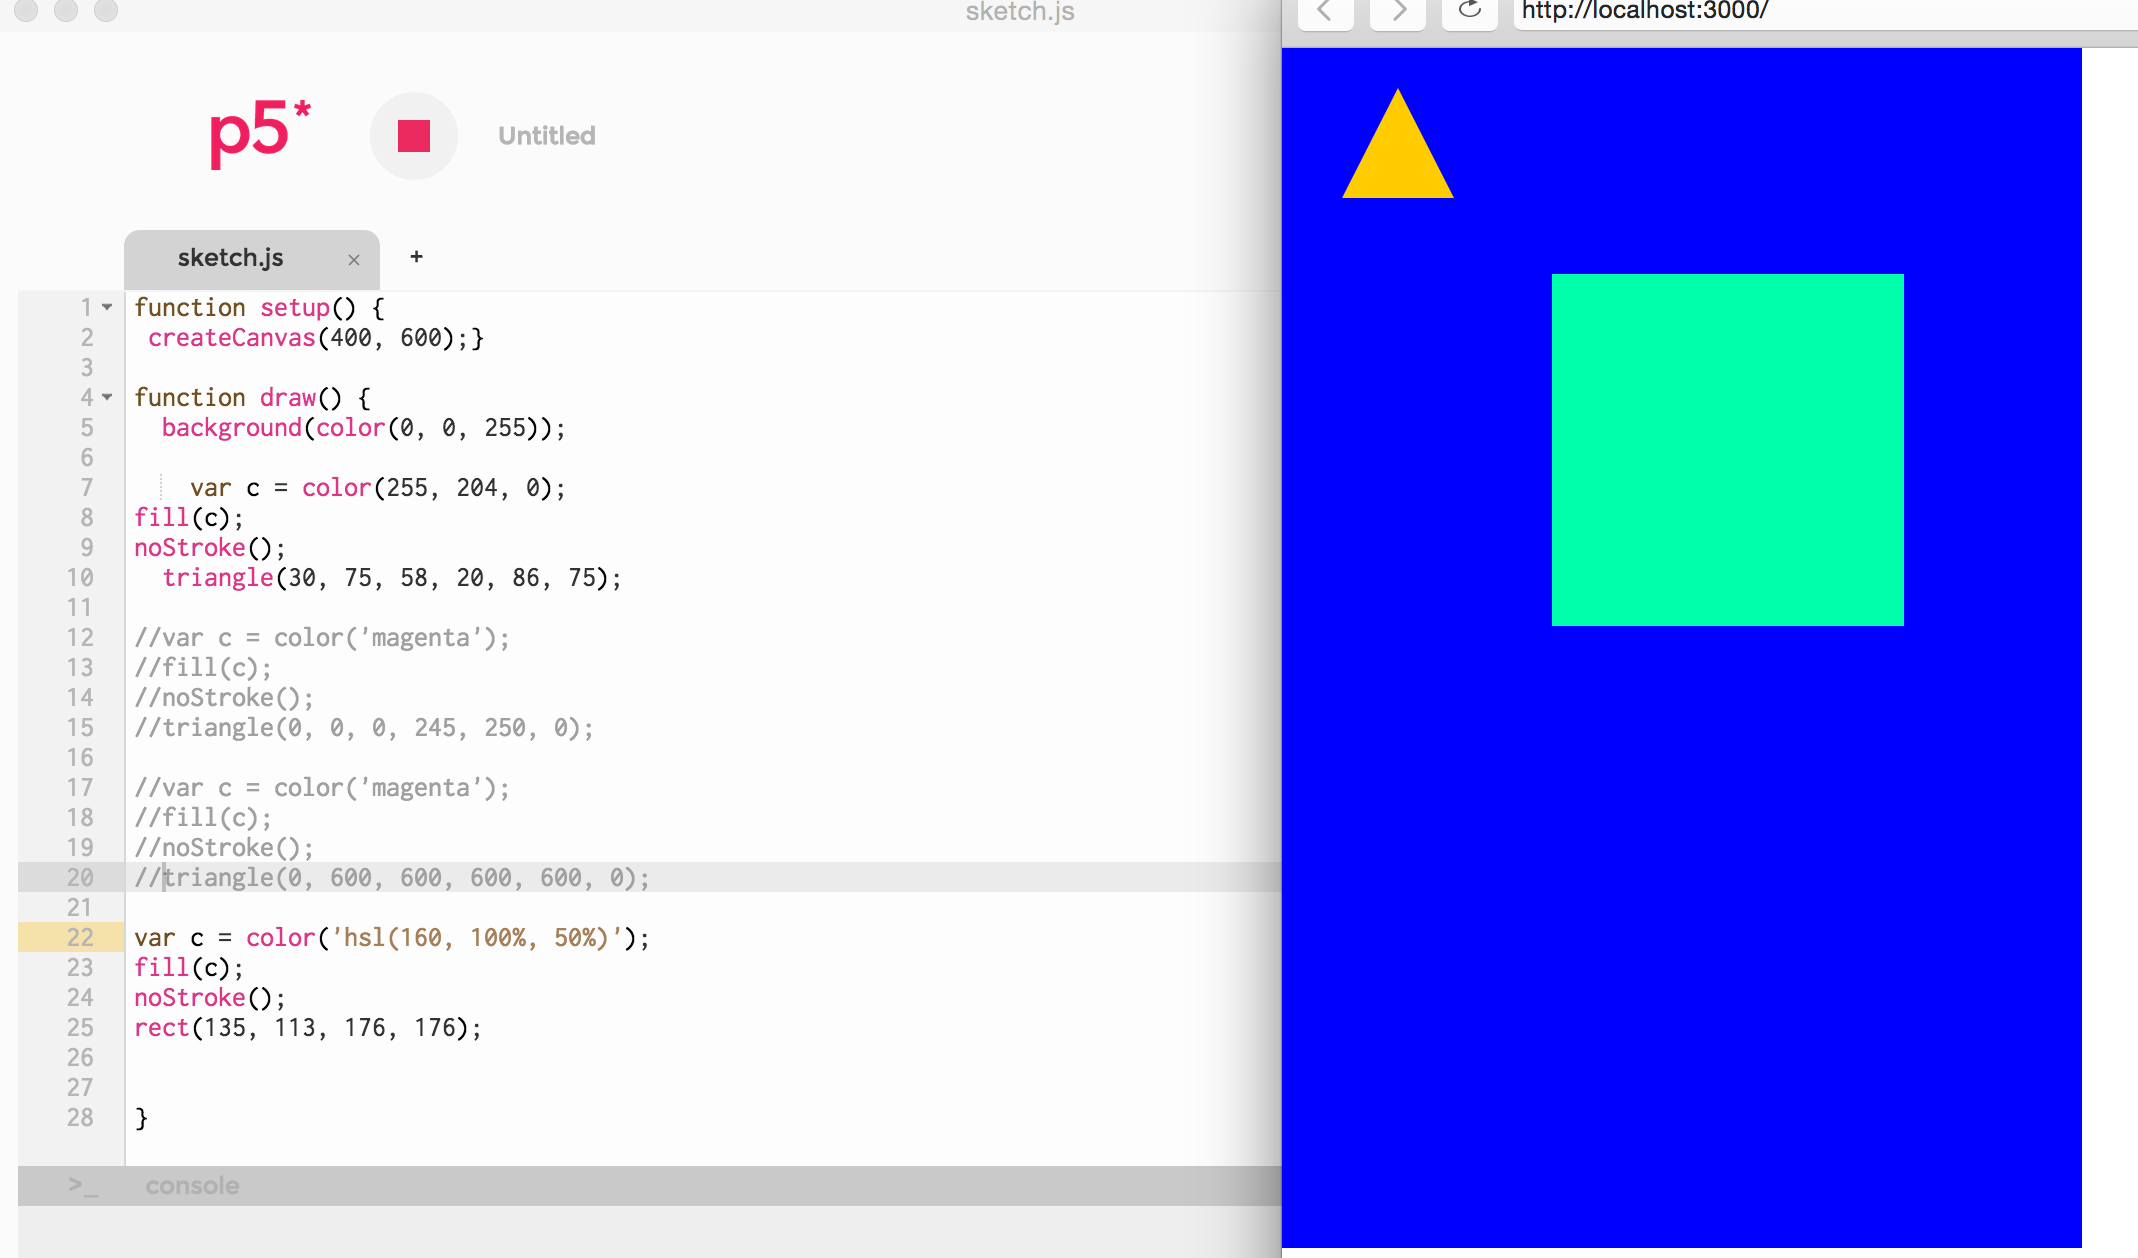 sketch.js
http://localhost:3000/
p5*
Untitled
sketch.js × +
1 function setup() {
2 createCanvas(400, 600);}
3
4 function draw() {
5 background(color(0, 0, 255));
6
7 var c = color(255, 204, 0);
8 fill(c);
9 noStroke();
10 triangle(30, 75, 58, 20, 86, 75);
11
12 //var c = color('magenta');
13 //fill(c);
14 //noStroke();
15 //triangle(0, 0, 0, 245, 250, 0);
16
17 //var c = color('magenta');
18 //fill(c);
19 //noStroke();
20 //triangle(0, 600, 600, 600, 600, 0);
21
22 var c = color('hsl(160, 100%, 50%)');
23 fill(c);
24 noStroke();
25 rect(135, 113, 176, 176);
26
27
28 }
>_ console